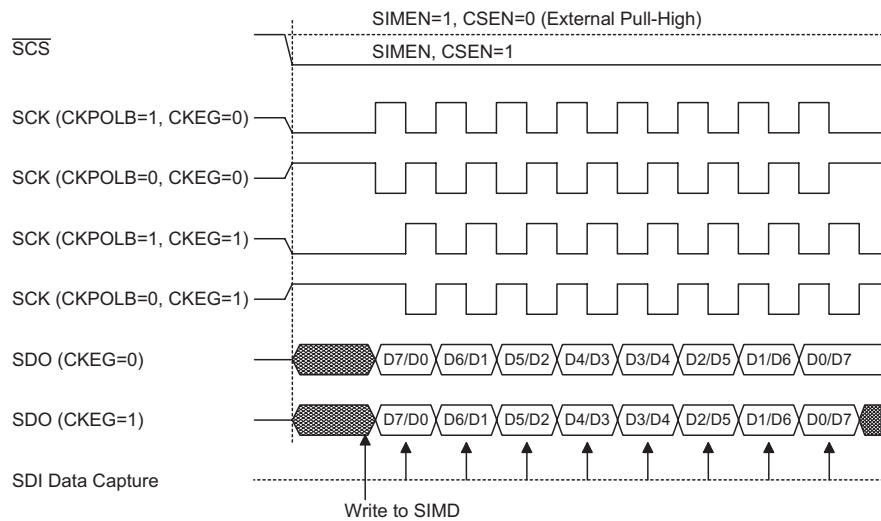 SIMEN=1, CSEN=0 (External Pull-High)
SCS
SIMEN, CSEN=1
SCK (CKPOLB=1, CKEG=0)
SCK (CKPOLB=0, CKEG=0)
SCK (CKPOLB=1, CKEG=1)
SCK (CKPOLB=0, CKEG=1)
SDO (CKEG=0) D7/D0 D6/D1 D5/D2 D4/D3 D3/D4 D2/D5 D1/D6 D0/D7
SDO (CKEG=1) D7/D0 D6/D1 D5/D2 D4/D3 D3/D4 D2/D5 D1/D6 D0/D7
SDI Data Capture
Write to SIMD